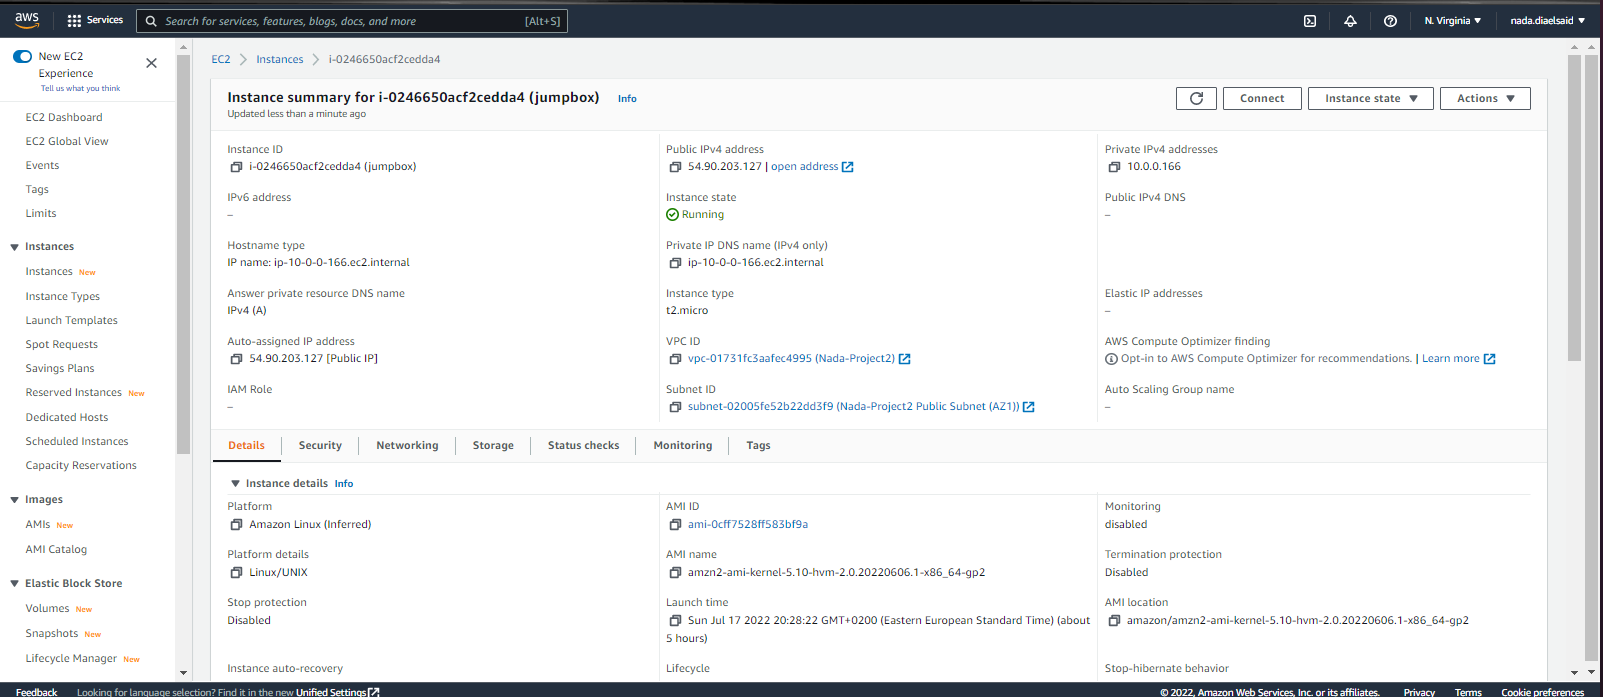 aws
Services
Search for services, features, blogs, docs, and more
[Alt+S]
N. Virginia
nada.diaelsaid
New EC2
Experience
Tell us what you think
EC2 Dashboard
EC2 Global View
Events
Tags
Limits
Instances
Instances New
Instance Types
Launch Templates
Spot Requests
Savings Plans
Reserved Instances New
Dedicated Hosts
Scheduled Instances
Capacity Reservations
Images
AMIs New
AMI Catalog
Elastic Block Store
Volumes New
Snapshots New
Lifecycle Manager New
EC2
Instances
i-0246650acf2cedda4
Instance summary for i-0246650acf2cedda4 (jumpbox)
Info
Updated less than a minute ago
Connect
Instance state
Actions
Instance ID
i-0246650acf2cedda4 (jumpbox)
Public IPv4 address
54.90.203.127 | open address
Private IPv4 addresses
10.0.0.166
IPv6 address
–
Instance state
Running
Public IPv4 DNS
–
Hostname type
IP name: ip-10-0-0-166.ec2.internal
Private IP DNS name (IPv4 only)
ip-10-0-0-166.ec2.internal
Answer private resource DNS name
IPv4 (A)
Instance type
t2.micro
Elastic IP addresses
–
Auto-assigned IP address
54.90.203.127 [Public IP]
VPC ID
vpc-01731fc3aafec4995 (Nada-Project2)
AWS Compute Optimizer finding
Opt-in to AWS Compute Optimizer for recommendations. | Learn more
IAM Role
–
Subnet ID
subnet-02005fe52b22dd3f9 (Nada-Project2 Public Subnet (AZ1))
Auto Scaling Group name
–
Details
Security
Networking
Storage
Status checks
Monitoring
Tags
Instance details Info
Platform
Amazon Linux (Inferred)
AMI ID
ami-0cff7528ff583bf9a
Monitoring
disabled
Platform details
Linux/UNIX
AMI name
amzn2-ami-kernel-5.10-hvm-2.0.20220606.1-x86_64-gp2
Termination protection
Disabled
Stop protection
Disabled
Launch time
Sun Jul 17 2022 20:28:22 GMT+0200 (Eastern European Standard Time) (about
5 hours)
AMI location
amazon/amzn2-ami-kernel-5.10-hvm-2.0.20220606.1-x86_64-gp2
Instance auto-recovery
Lifecycle
Stop-hibernate behavior
Feedback
Looking for language selection? Find it in the new Unified Settings
© 2022, Amazon Web Services, Inc. or its affiliates.
Privacy
Terms
Cookie preferences